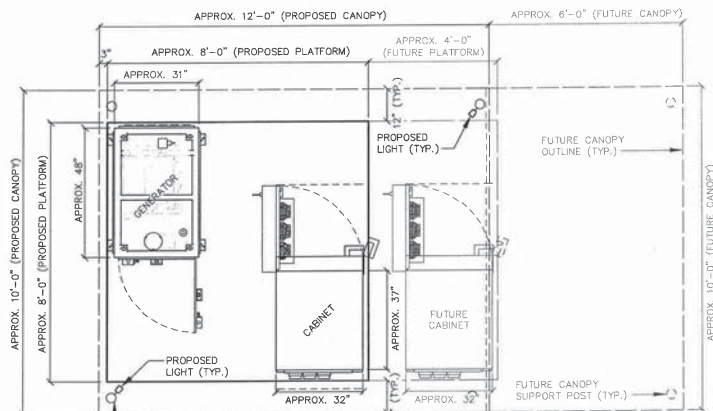 APPROX. 12'-0" (PROPOSED CANOPY)
APPROX. 6'-0" (FUTURE CANOPY)
APPROX. 8'-0" (PROPOSED PLATFORM)
APPROX. 4'-0"
(FUTURE PLATFORM)
3"
APPROX. 31"
12" (TYP.)
PROPOSED
LIGHT (TYP.)
FUTURE CANOPY
OUTLINE (TYP.)
APPROX. 10'-0" (PROPOSED CANOPY)
APPROX. 8'-0" (PROPOSED PLATFORM)
APPROX. 48"
GENERATOR
CABINET
APPROX. 37"
FUTURE
CABINET
APPROX. 10'-0" (FUTURE CANOPY)
PROPOSED
LIGHT (TYP.)
APPROX. 32"
(TYP.)
APPROX. 32"
FUTURE CANOPY
SUPPORT POST (TYP.)